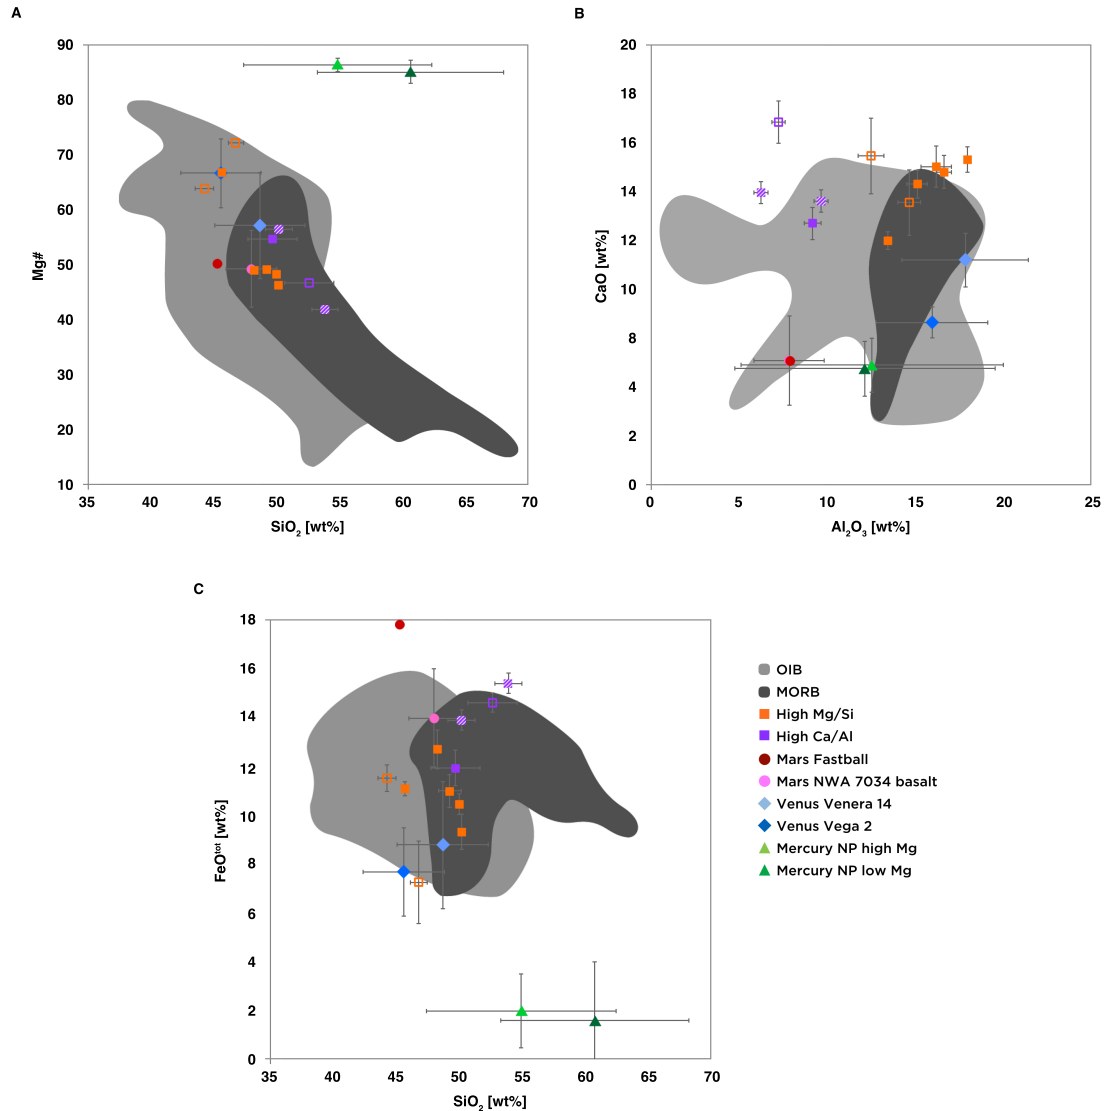 A
90
80
70
60
50
40
30
20
10
Mg#
35 40 45 50 55 60 65 70
SiO₂ [wt%]
B
20
18
16
14
12
10
8
4
2
0
CaO [wt%]
0 5 10 15 20 25
Al₂O₃ [wt%]
C
18
16
14
12
10
8
6
4
2
0
FeOᵗᵒᵗ [wt%]
35 40 45 50 55 60 65 70
SiO₂ [wt%]
OIB
MORB
High Mg/Si
High Ca/Al
Mars Fastball
Mars NWA 7034 basalt
Venus Venera 14
Venus Vega 2
Mercury NP high Mg
Mercury NP low Mg